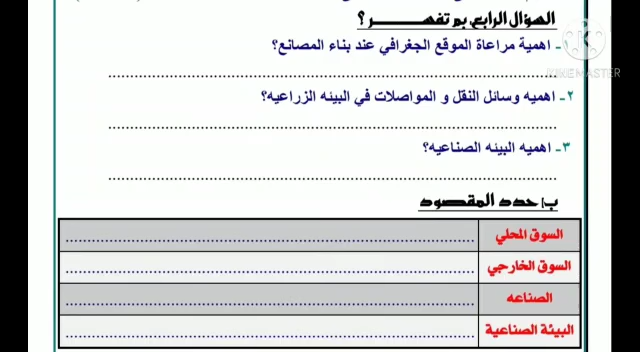 السؤال الرابع بم تفسر ؟
- اهمية مراعاة الموقع الجغرافي عند بناء المصانع؟
٢- اهميه وسائل النقل و المواصلات في البيئه الزراعيه؟
٣- اهميه البيئه الصناعيه؟
ب) حدد المقصود
السوق المحلي
السوق الخارجي
الصناعه
البيئة الصناعية
KINEMASTER